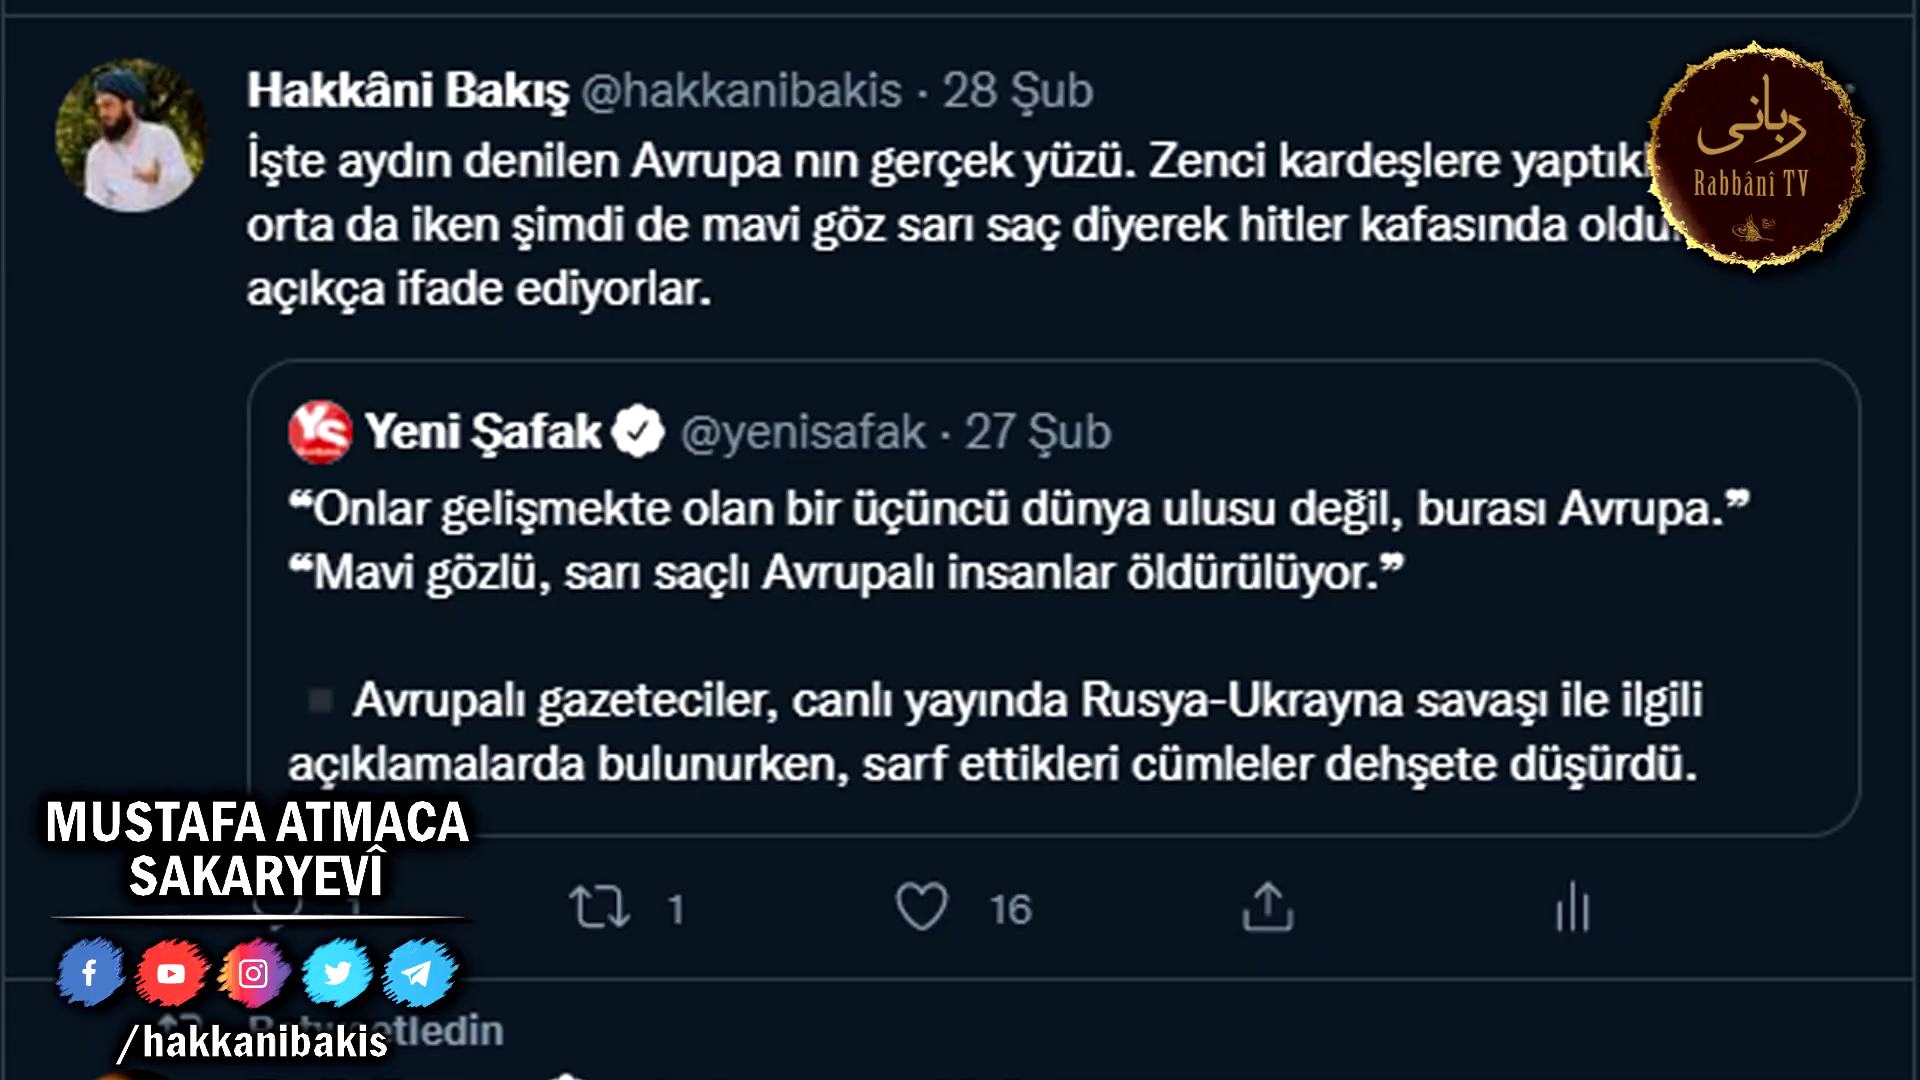 Hakkâni Bakış @hakkanibakis · 28 Şub
İşte aydın denilen Avrupa nın gerçek yüzü. Zenci kardeşlere
orta da iken şimdi de mavi göz sarı saç diyerek hitler kafasında
açıkça ifade ediyorlar.
ربانی
Rabbânî TV
Yeni Şafak @yenisafak · 27 Şub
“Onlar gelişmekte olan bir üçüncü dünya ulusu değil, burası Avrupa.”
“Mavi gözlü, sarı saçlı Avrupalı insanlar öldürülüyor.”
▪ Avrupalı gazeteciler, canlı yayında Rusya-Ukrayna savaşı ile ilgili
açıklamalarda bulunurken, sarf ettikleri cümleler dehşete düşürdü.
MUSTAFA ATMACA
SAKARYEVÎ
1 1 16
/hakkanibakis